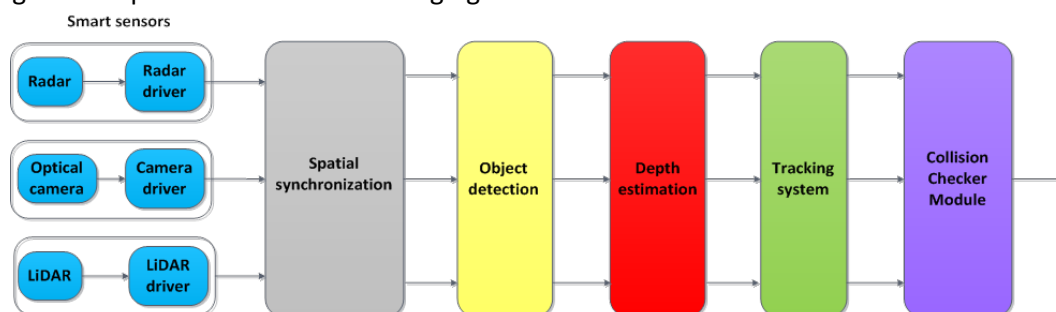 Smart sensors
Radar
Radar
driver
Optical
camera
Camera
driver
LiDAR
LiDAR
driver
Spatial
synchronization
Object
detection
Depth
estimation
Tracking
system
Collision
Checker
Module